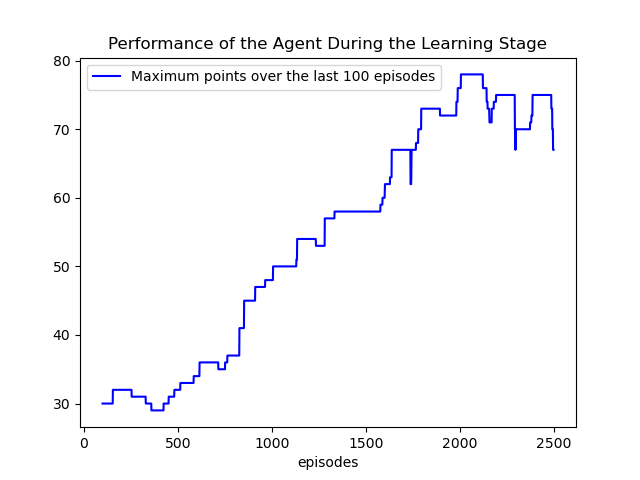 Performance of the Agent During the Learning Stage
Maximum points over the last 100 episodes
80
70
60
50
40
30
0 500 1000 1500 2000 2500
episodes